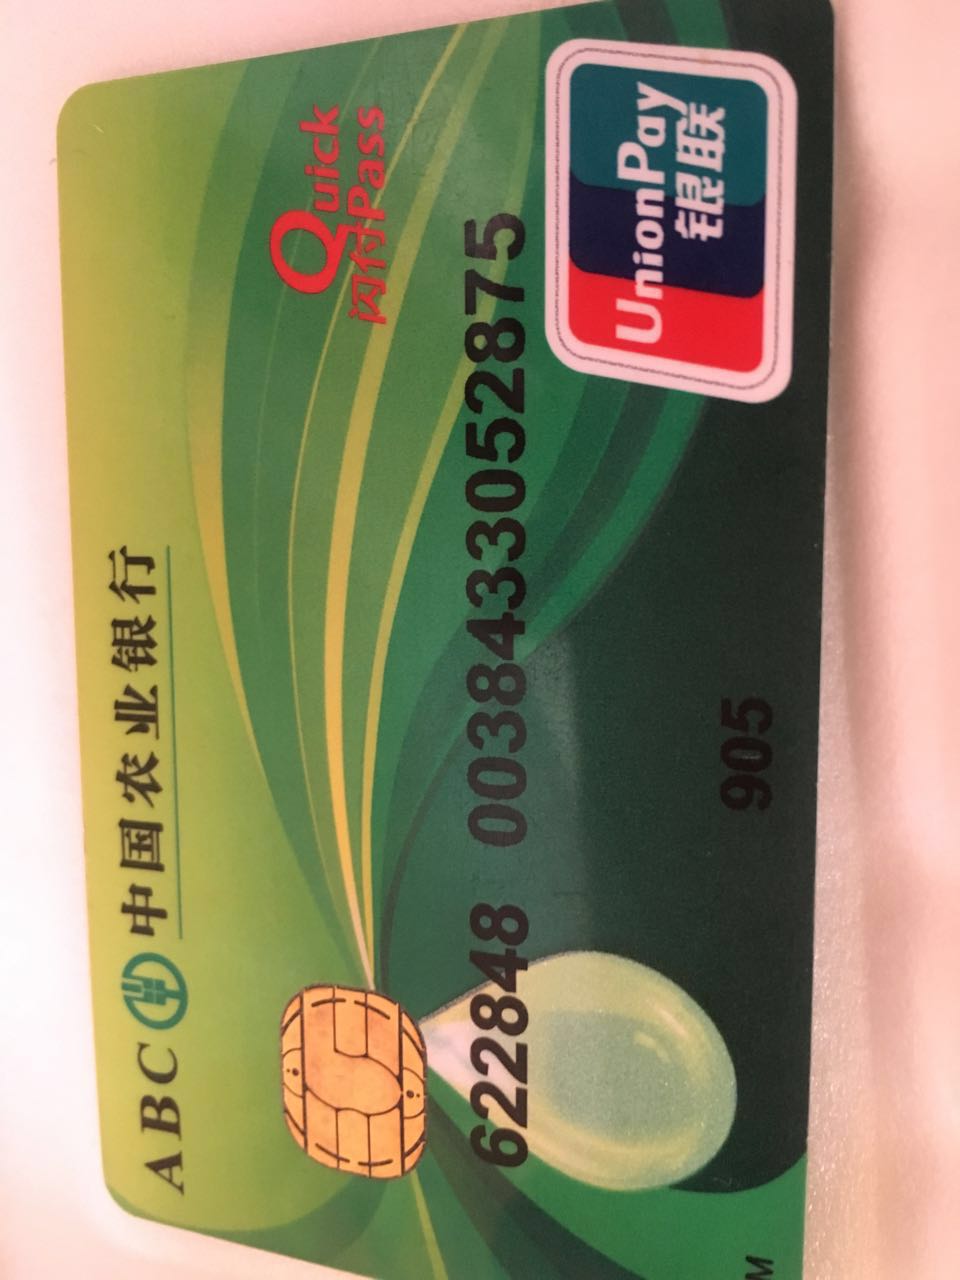 ABC 中国农业银行
Quick
闪付Pass
622848 0038433052875
905
UnionPay
银联